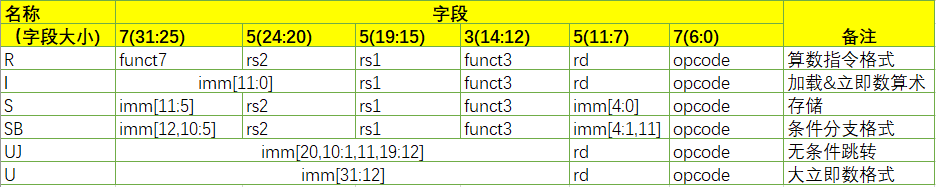 名称 字段 备注
（字段大小) 7(31:25) 5(24:20) 5(19:15) 3(14:12) 5(11:7) 7(6:0)
R funct7 rs2 rs1 funct3 rd opcode 算数指令格式
I imm[11:0] rs1 funct3 rd opcode 加载&立即数算术
S imm[11:5] rs2 rs1 funct3 imm[4:0] opcode 存储
SB imm[12,10:5] rs2 rs1 funct3 imm[4:1,11] opcode 条件分支格式
UJ imm[20,10:1,11,19:12] rd opcode 无条件跳转
U imm[31:12] rd opcode 大立即数格式